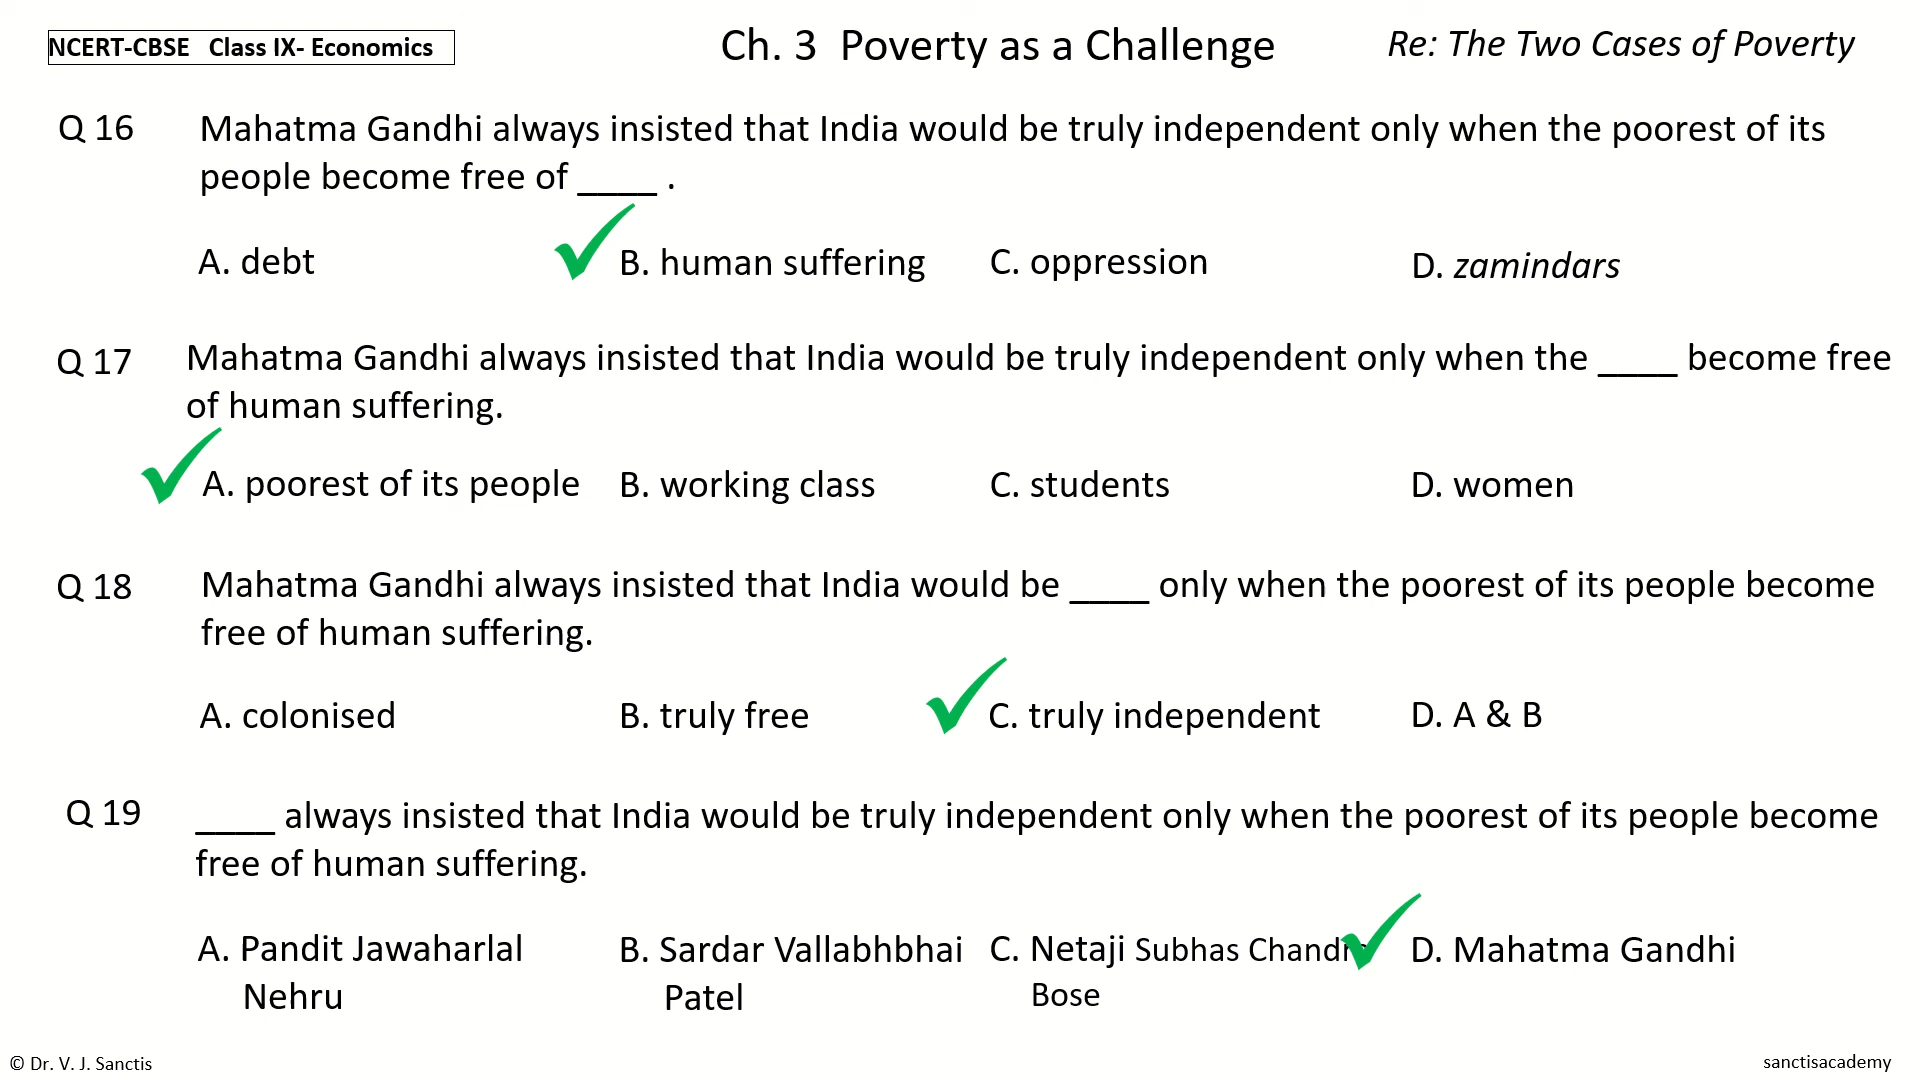 NCERT-CBSE Class IX- Economics
Ch. 3 Poverty as a Challenge
Re: The Two Cases of Poverty
Q 16 Mahatma Gandhi always insisted that India would be truly independent only when the poorest of its
people become free of ____ .
A. debt B. human suffering C. oppression D. zamindars
Q 17 Mahatma Gandhi always insisted that India would be truly independent only when the ____ become free
of human suffering.
A. poorest of its people B. working class C. students D. women
Q 18 Mahatma Gandhi always insisted that India would be ____ only when the poorest of its people become
free of human suffering.
A. colonised B. truly free C. truly independent D. A & B
Q 19 ____ always insisted that India would be truly independent only when the poorest of its people become
free of human suffering.
A. Pandit Jawaharlal B. Sardar Vallabhbhai C. Netaji Subhas Chandra D. Mahatma Gandhi
Nehru Patel Bose
© Dr. V. J. Sanctis
sanctisacademy